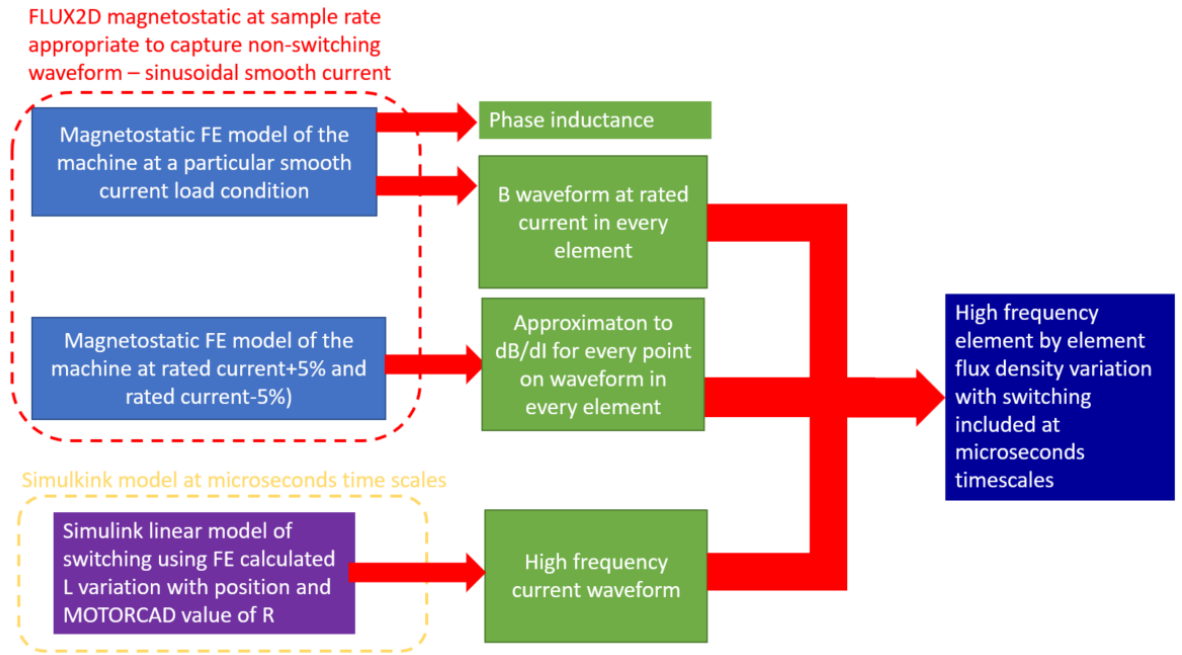 FLUX2D magnetostatic at sample rate
appropriate to capture non-switching
waveform – sinusoidal smooth current
Magnetostatic FE model of the
machine at a particular smooth
current load condition
Phase inductance
B waveform at rated
current in every
element
Magnetostatic FE model of the
machine at rated current+5% and
rated current-5%)
Approximaton to
dB/dI for every point
on waveform in
every element
High frequency
element by element
flux density variation
with switching
included at
microseconds
timescales
Simulkink model at microseconds time scales
Simulink linear model of
switching using FE calculated
L variation with position and
MOTORCAD value of R
High frequency
current waveform